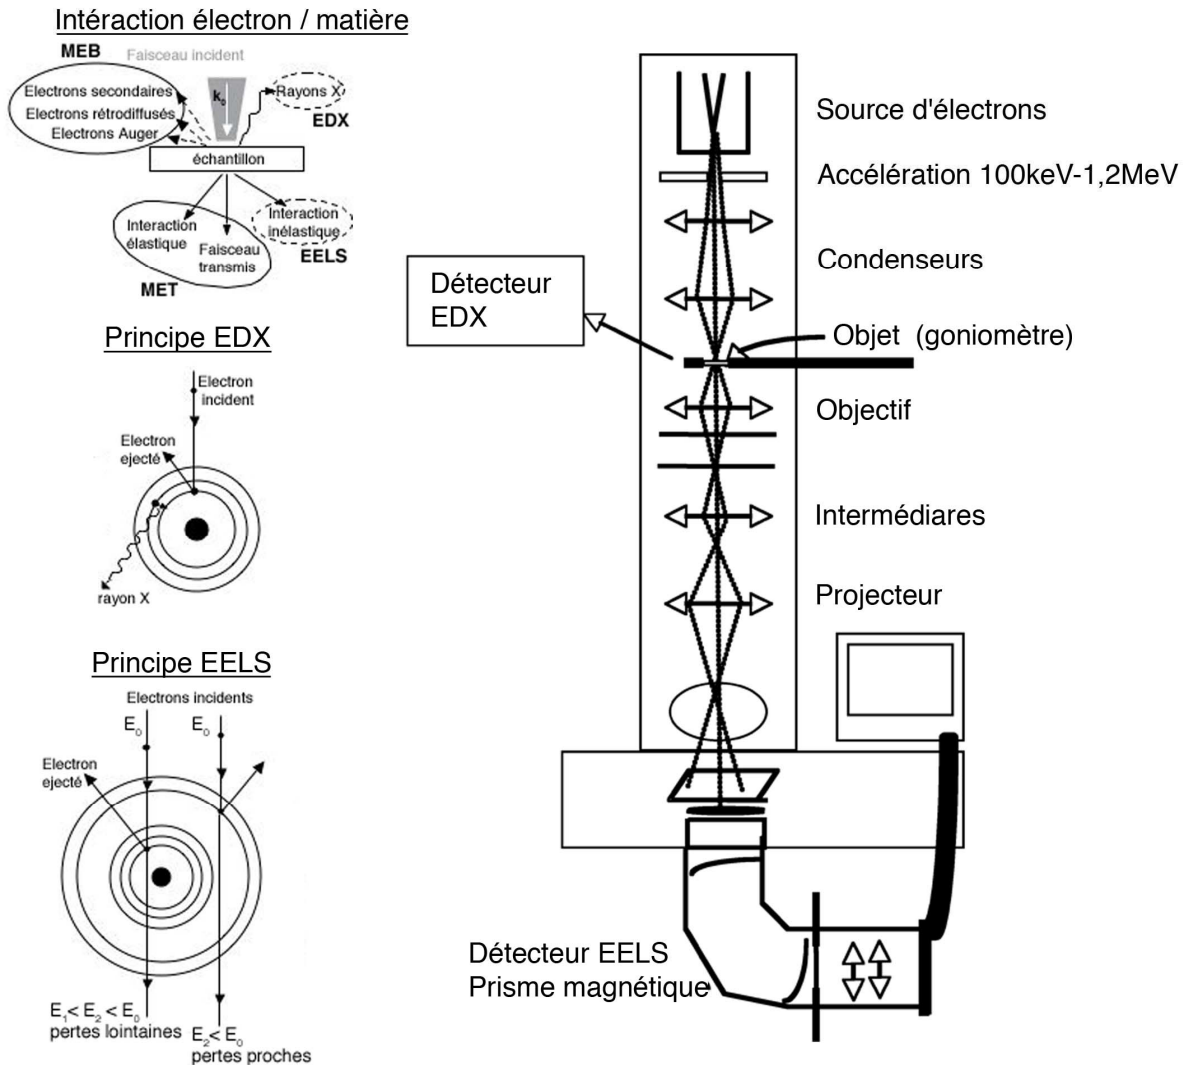 Intéraction électron / matière
MEB
Faisceau incident
Electrons secondaires
Electrons rétrodiffusés
Electrons Auger
k₀
Rayons X
EDX
échantillon
Interaction
élastique
Faisceau
transmis
Interaction
inélastique
EELS
MET
Principe EDX
Electron
incident
Electron
ejecté
rayon X
Principe EELS
Electrons incidents
E₀
E₀
Electron
ejecté
E₁< E₂ < E₀
pertes lointaines
E₂< E₀
pertes proches
Source d'électrons
Accélération 100keV-1,2MeV
Condenseurs
Détecteur
EDX
Objet (goniomètre)
Objectif
Intermédiares
Projecteur
Détecteur EELS
Prisme magnétique